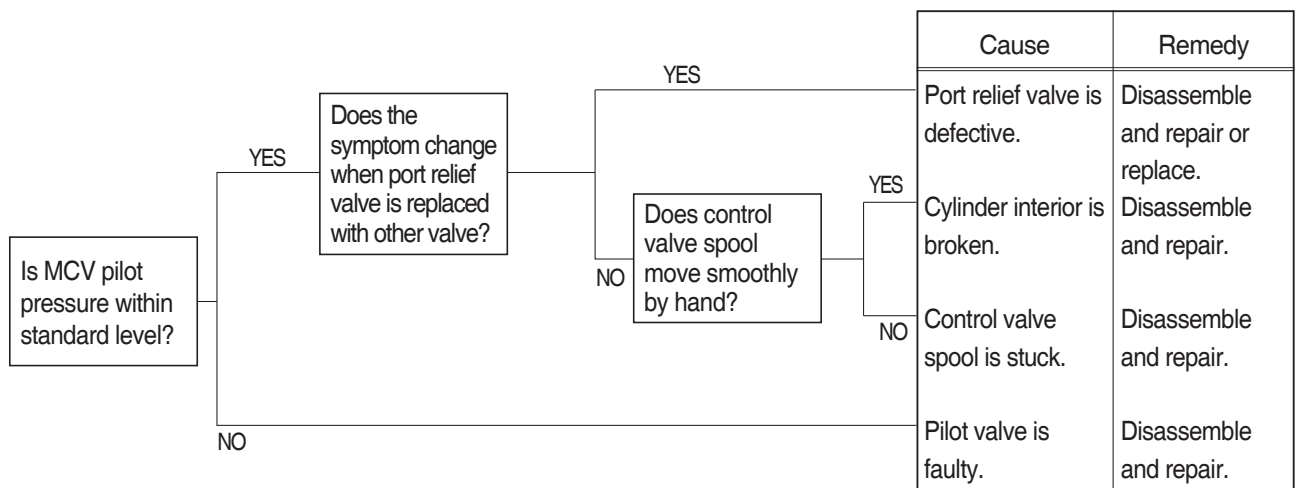 Is MCV pilot
pressure within
standard level?
YES
NO
Does the
symptom change
when port relief
valve is replaced
with other valve?
YES
NO
Does control
valve spool
move smoothly
by hand?
YES
NO
Cause
Remedy
Port relief valve is
defective.
Disassemble
and repair or
replace.
Cylinder interior is
broken.
Disassemble
and repair.
Control valve
spool is stuck.
Disassemble
and repair.
Pilot valve is
faulty.
Disassemble
and repair.